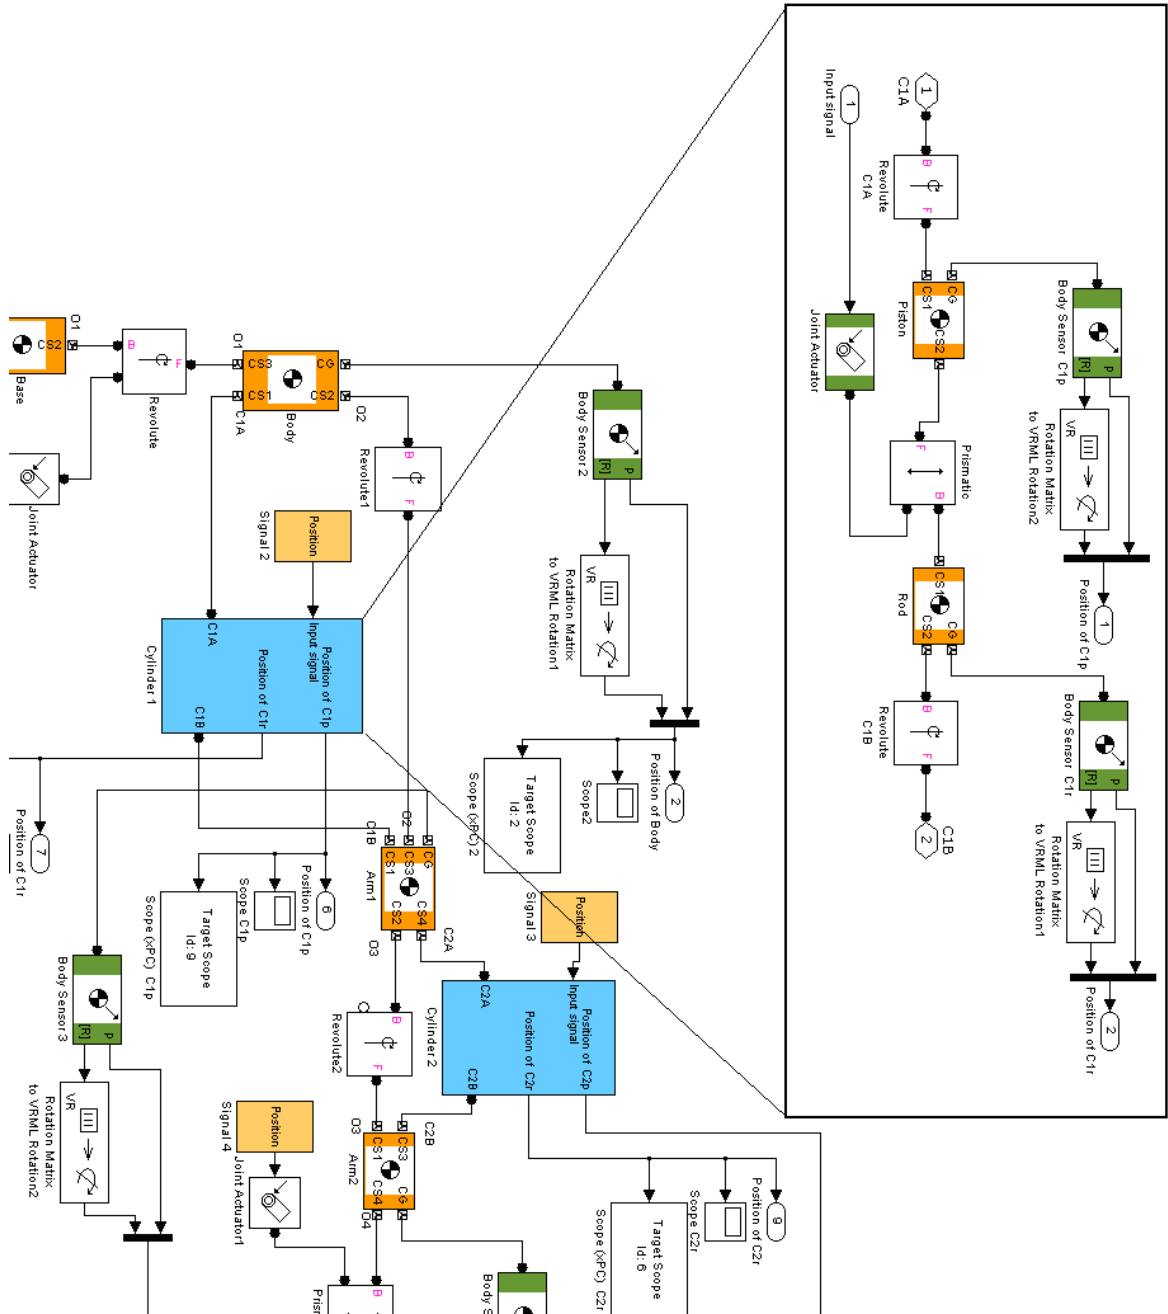 1
C1A
1
Input signal
B
F
Revolute
C1A
CS1
CG
CS2
Piston
Joint Actuator
Body Sensor C1p
[R]
p
VR
Rotation Matrix
to VRML Rotation2
1
Position of C1p
F
B
Prismatic
CS1
CS2
CG
Rod
B
F
Revolute
C1B
2
C1B
Body Sensor C1r
[R]
p
VR
Rotation Matrix
to VRML Rotation1
2
Position of C1r
O1
CS2
Base
B
F
Revolute
Joint Actuator
O1
CS3
CG
CS1
CS2
C1A
O2
Body
B
F
Revolute1
Body Sensor 2
[R]
p
VR
Rotation Matrix
to VRML Rotation1
Position
Signal 2
C1A
Input signal
Position of C1p
Position of C1r
C1B
Cylinder 1
2
Position of Body
Scope2
Target Scope
Id: 2
Scope (xPC) 2
7
Position of C1r
6
Position of C1p
Scope C1p
Target Scope
Id: 9
Scope (xPC) C1p
C1B
O2
CS1
CS3
CG
CS2
CS4
Arm1
O3
C2A
Position
Signal 3
C2A
Input signal
Position of C2p
Position of C2r
C2B
Cylinder 2
B
F
Revolute2
Body Sensor 3
[R]
p
VR
Rotation Matrix
to VRML Rotation2
Position
Signal 4
Joint Actuator1
O3
C2B
CS1
CS3
CS4
CG
Arm2
O4
B
9
Position of C2r
Scope C2r
Target Scope
Id: 6
Scope (xPC) C2r
Body S